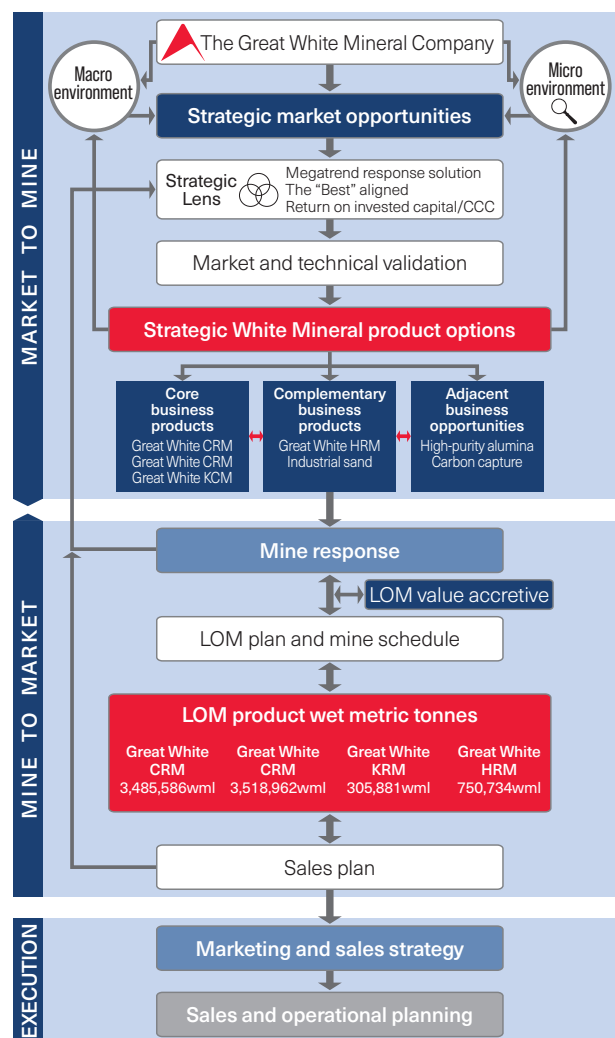 The Great White Mineral Company
Macro
environment
Micro
environment
Strategic market opportunities
Strategic
Lens
Megatrend response solution
The “Best” aligned
Return on invested capital/CCC
Market and technical validation
Strategic White Mineral product options
Core
business
products
Great White CRM
Great White CRM
Great White KCM
Complementary
business
products
Great White HRM
Industrial sand
Adjacent
business
opportunities
High-purity alumina
Carbon capture
MARKET TO MINE
Mine response
LOM value accretive
LOM plan and mine schedule
LOM product wet metric tonnes
Great White
CRM
3,485,586wml
Great White
CRM
3,518,962wml
Great White
KRM
305,881wml
Great White
HRM
750,734wml
Sales plan
MINE TO MARKET
Marketing and sales strategy
Sales and operational planning
EXECUTION